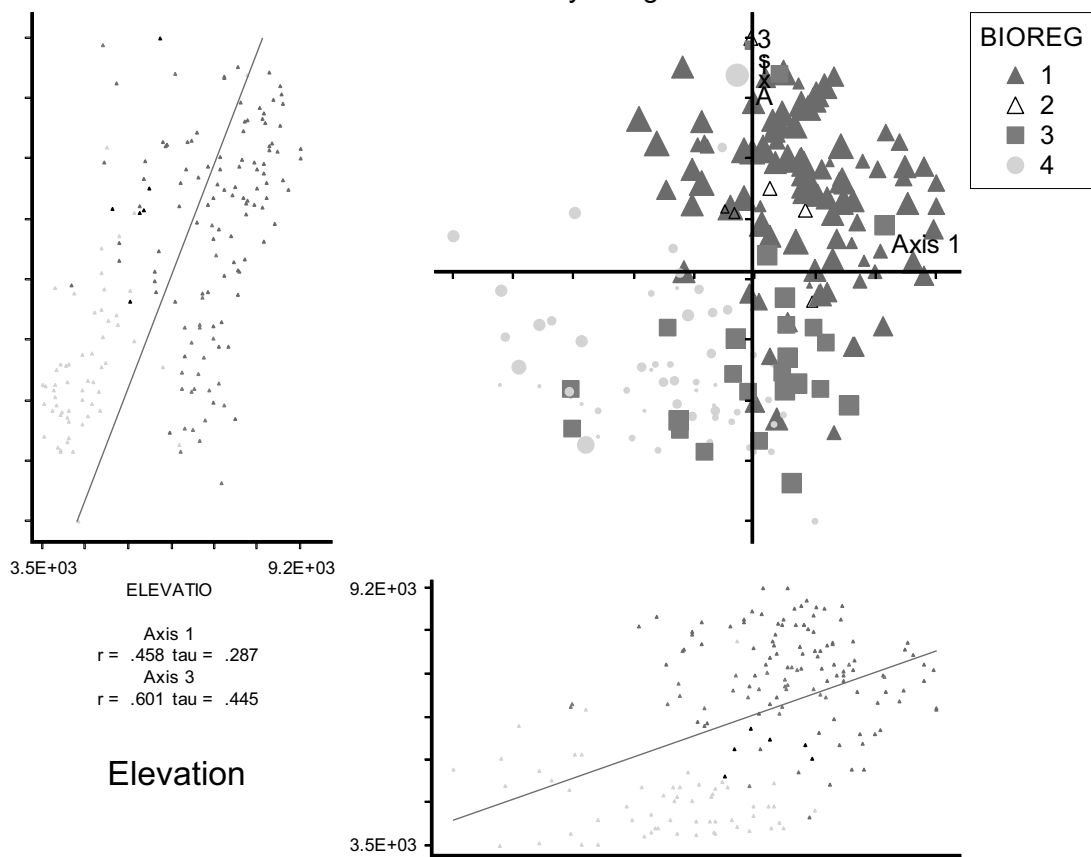 BIOREG
1
2
3
4
Axis 3
Axis 1
3.5E+03
9.2E+03
ELEVATIO
Axis 1
r = .458 tau = .287
Axis 3
r = .601 tau = .445
Elevation
9.2E+03
3.5E+03